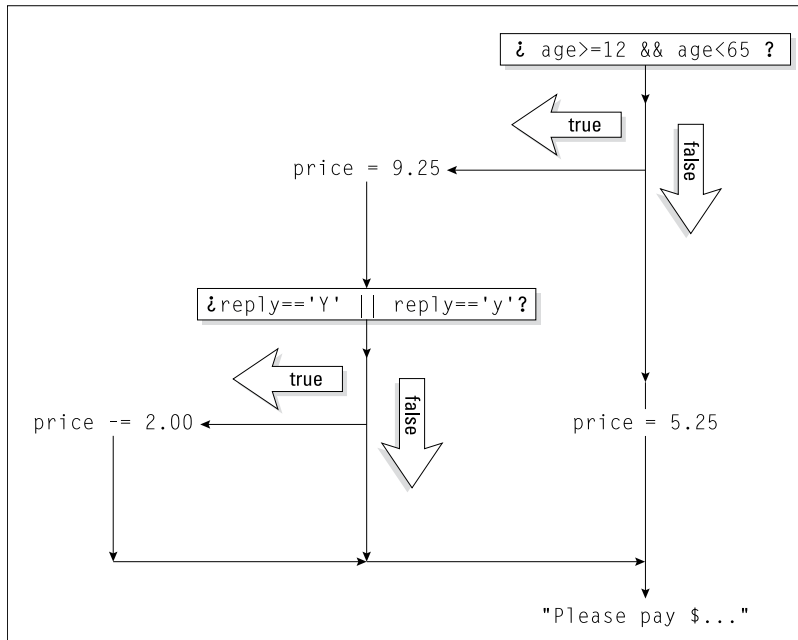 ¿ age>=12 && age<65 ?
true
false
price = 9.25
¿reply=='Y' || reply=='y'?
true
false
price -= 2.00
price = 5.25
"Please pay $..."